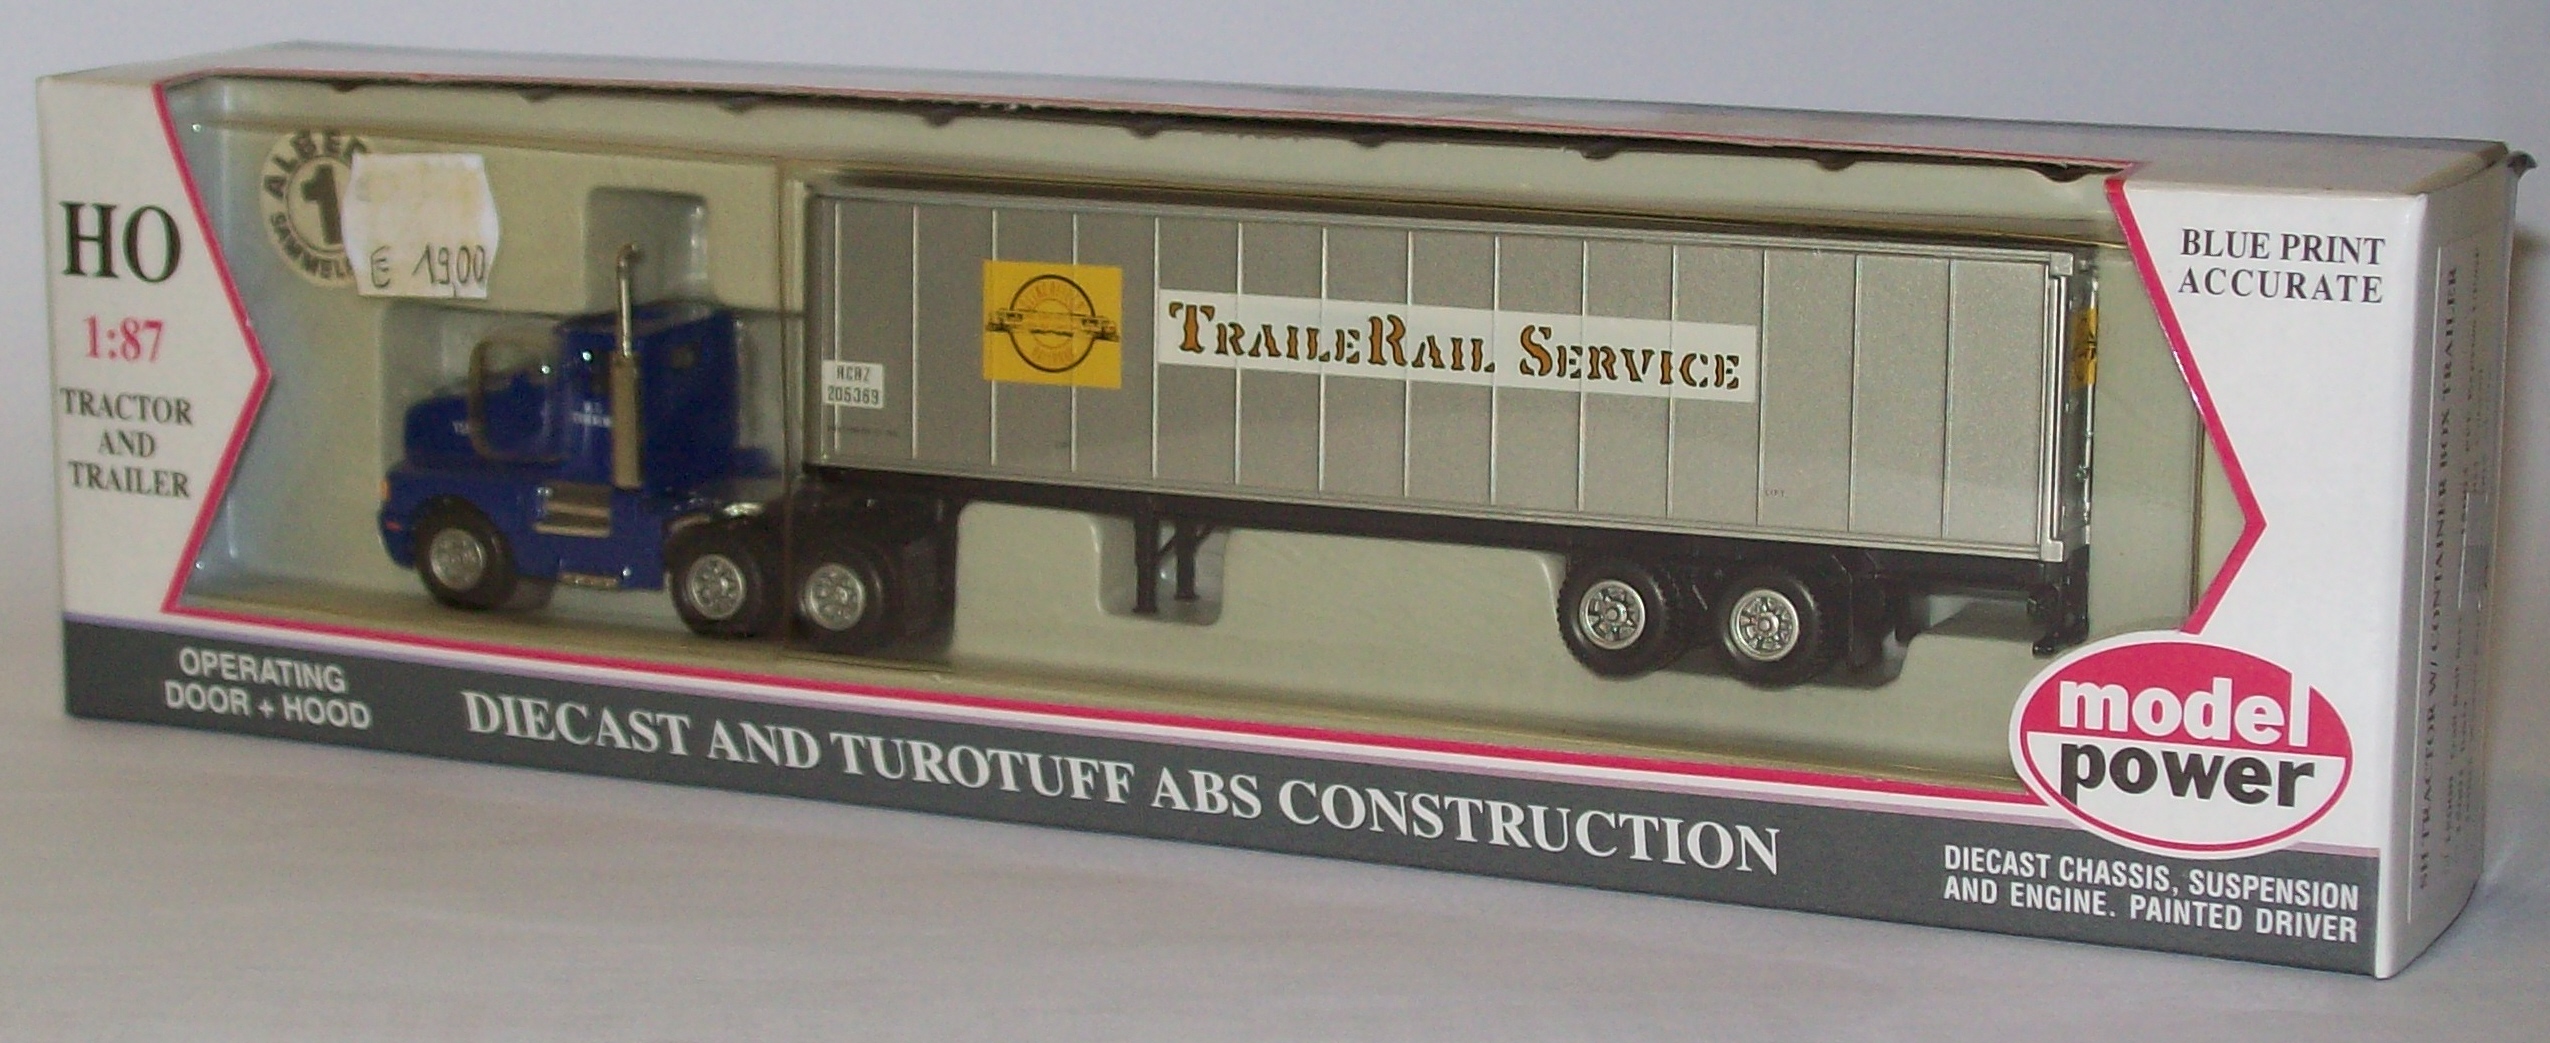 HO
1:87
TRACTOR
AND
TRAILER
€ 19,00
TRAILERAIL SERVICE
205369
LIFT
BLUE PRINT
ACCURATE
OPERATING
DOOR + HOOD
DIECAST AND TUROTUFF ABS CONSTRUCTION
model
power
DIECAST CHASSIS, SUSPENSION
AND ENGINE. PAINTED DRIVER